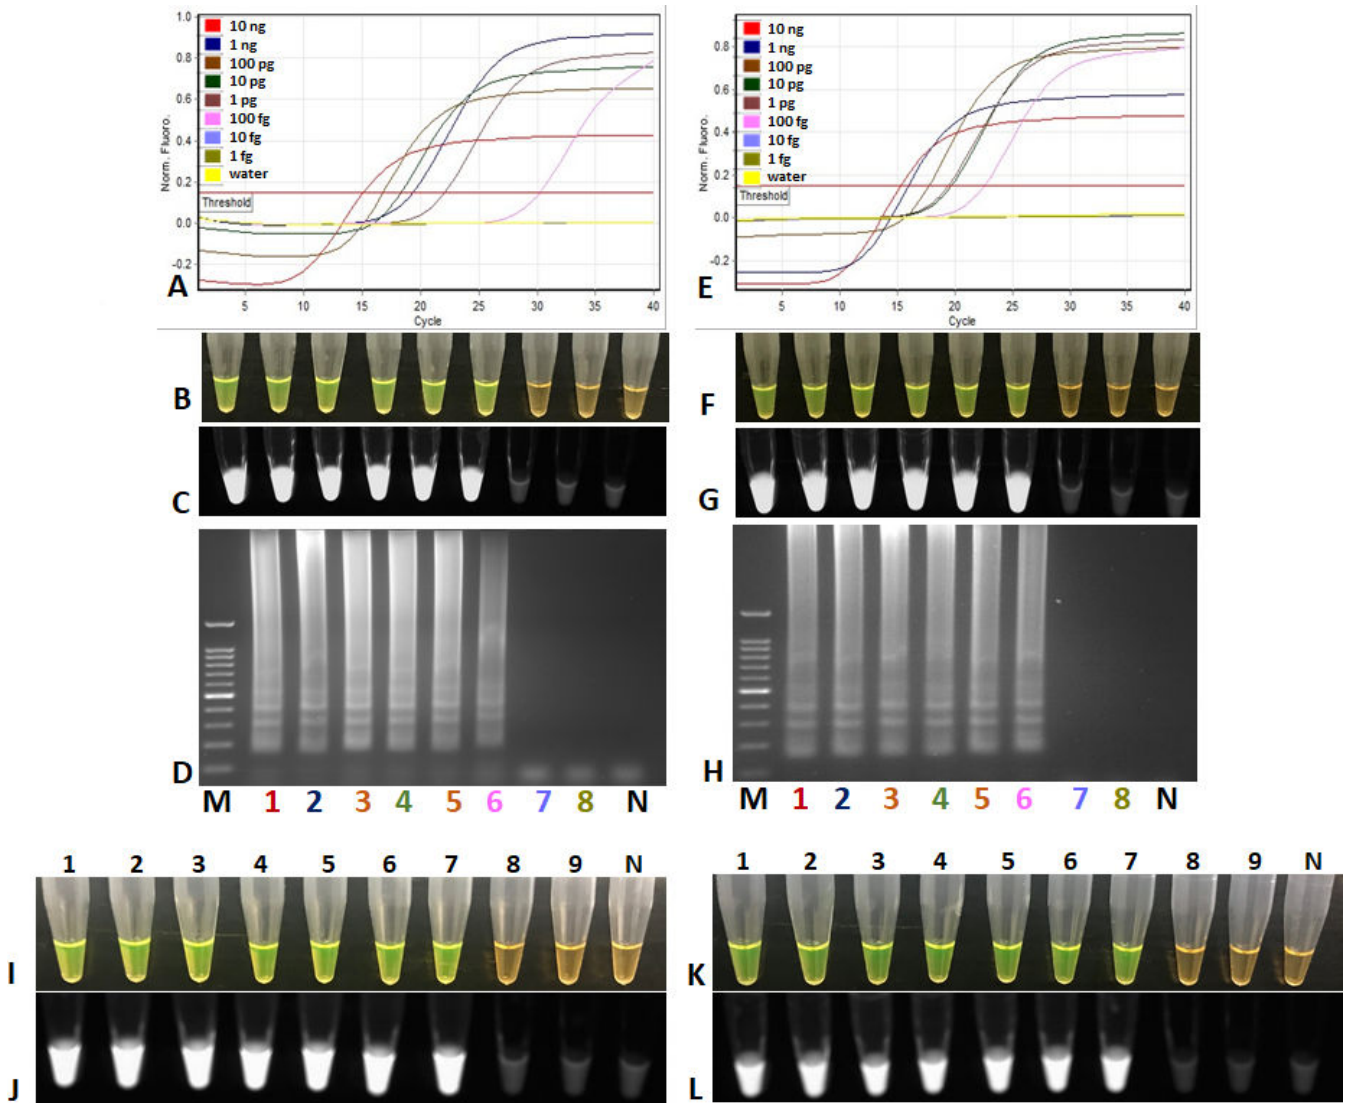 1.0
0.8
0.6
0.4
0.2
0.0
-0.2
Norm. Fluoro.
10 ng
1 ng
100 pg
10 pg
1 pg
100 fg
10 fg
1 fg
water
Threshold
5 10 15 20 25 30 35 40
Cycle
A
0.8
0.6
0.4
0.2
0.0
-0.2
Norm. Fluoro.
10 ng
1 ng
100 pg
10 pg
1 pg
100 fg
10 fg
1 fg
water
Threshold
5 10 15 20 25 30 35 40
Cycle
E
B
F
C
G
D
H
M 1 2 3 4 5 6 7 8 N
M 1 2 3 4 5 6 7 8 N
1 2 3 4 5 6 7 8 9 N
1 2 3 4 5 6 7 8 9 N
I
K
J
L